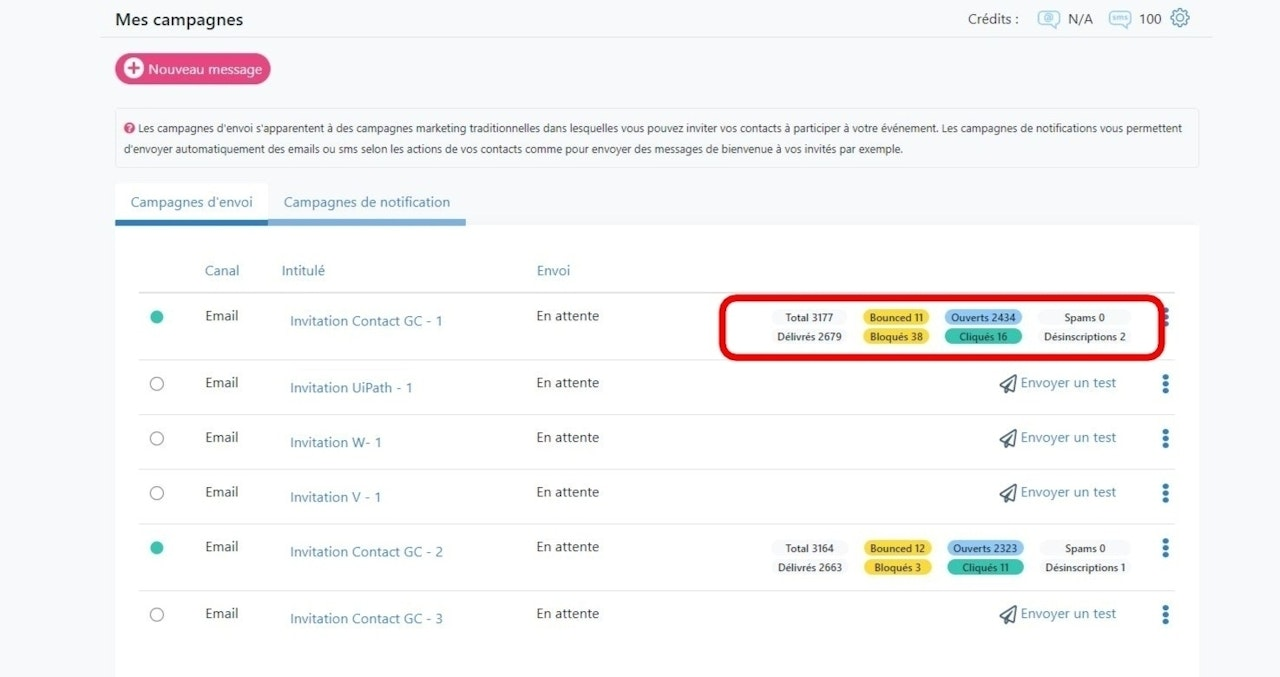 Mes campagnes
Crédits : N/A sms 100
Nouveau message
Les campagnes d'envoi s'apparentent à des campagnes marketing traditionnelles dans lesquelles vous pouvez inviter vos contacts à participer à votre événement. Les campagnes de notifications vous permettent
d'envoyer automatiquement des emails ou sms selon les actions de vos contacts comme pour envoyer des messages de bienvenue à vos invités par exemple.
Campagnes d'envoi Campagnes de notification
Canal Intitulé Envoi
Email Invitation Contact GC - 1 En attente
Total 3177 Bounced 11 Ouverts 2434 Spams 0
Délivrés 2679 Bloqués 38 Cliqués 16 Désinscriptions 2
Email Invitation UiPath - 1 En attente Envoyer un test
Email Invitation W- 1 En attente Envoyer un test
Email Invitation V - 1 En attente Envoyer un test
Email Invitation Contact GC - 2 En attente
Total 3164 Bounced 12 Ouverts 2323 Spams 0
Délivrés 2663 Bloqués 3 Cliqués 11 Désinscriptions 1
Email Invitation Contact GC - 3 En attente Envoyer un test